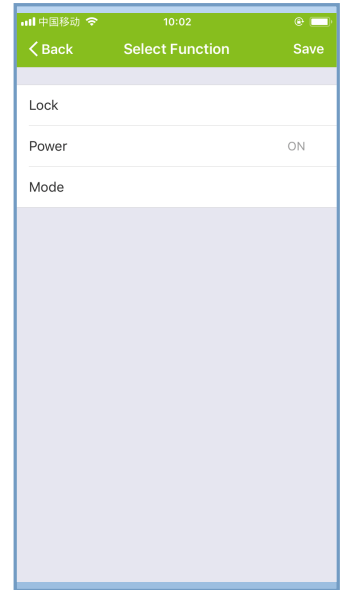 中国移动 10:02
Back Select Function Save
Lock
Power ON
Mode